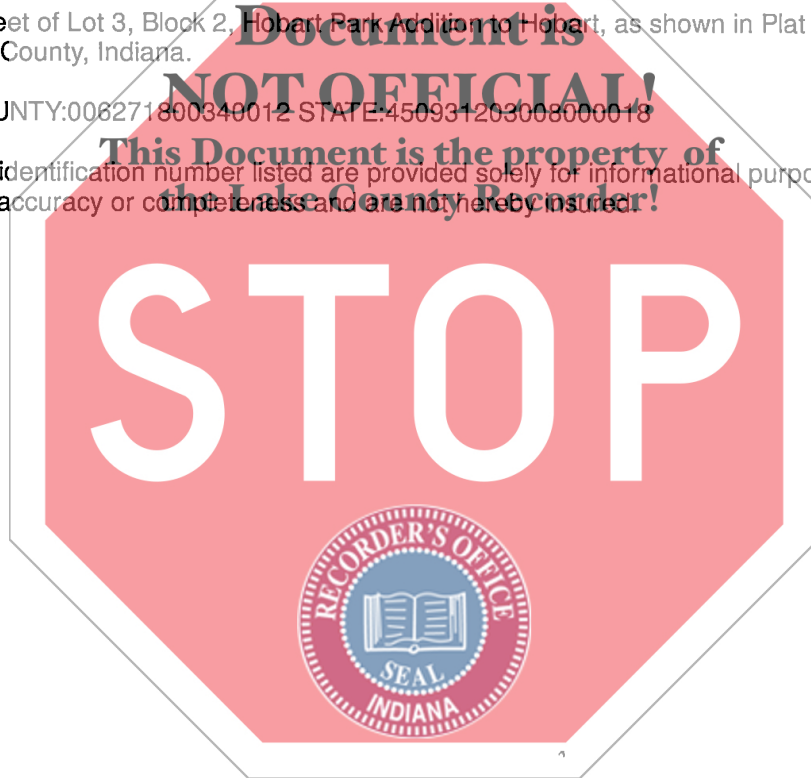 Document is
eet of Lot 3, Block 2, Hobart Park Addition to Hobart, as shown in Plat
County, Indiana.
NOT OFFICIAL!
UNTY:006271800340012 STATE:450931203008000018
This Document is the property of
identification number listed are provided solely for informational purpo
the Lake County Recorder!
accuracy or completeness and are not hereby insured.
STOP
RECORDER'S OFFICE
SEAL
INDIANA